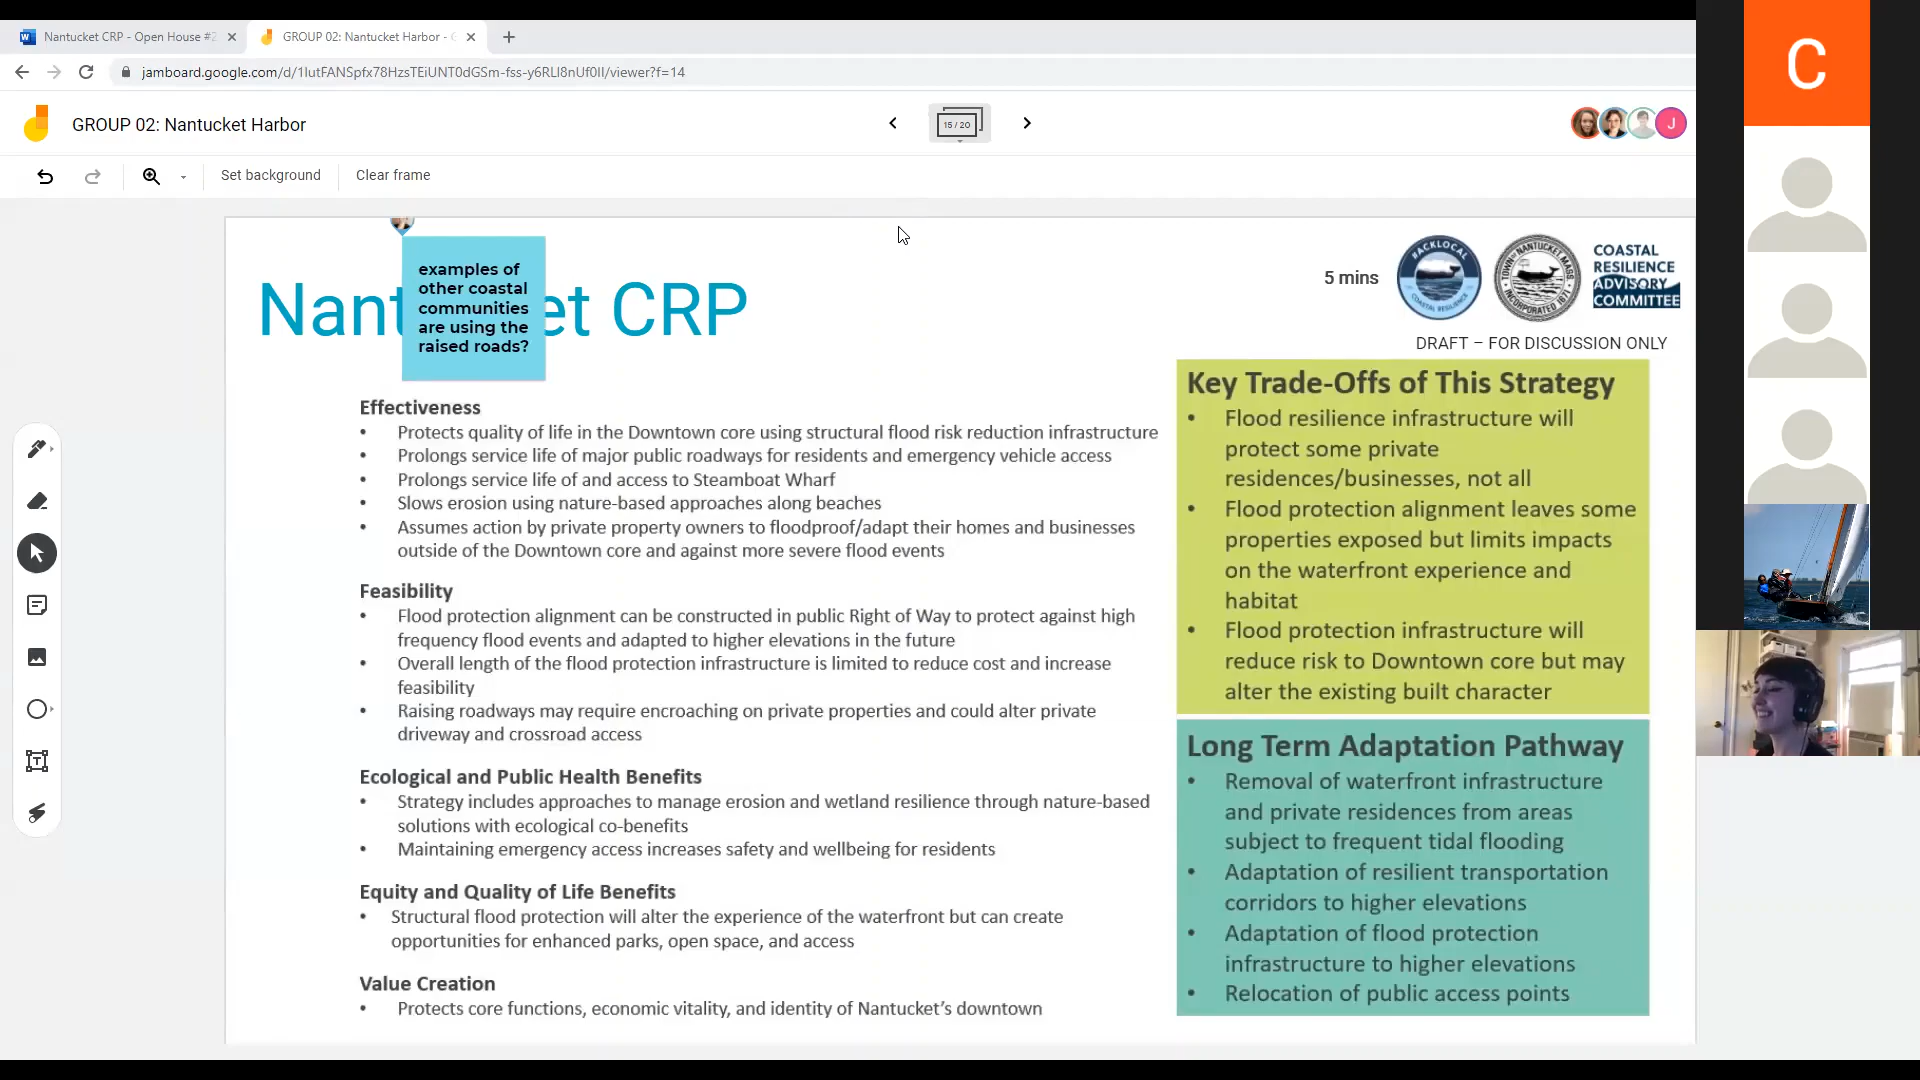 Nantucket CRP - Open House #2
GROUP 02: Nantucket Harbor -
jamboard.google.com/d/1IutFANSpfx78HzsTEiUNT0dGSm-fss-y6RLI8nUf0II/viewer?f=14
GROUP 02: Nantucket Harbor
15 / 20
J
C
Set background
Clear frame
examples of
other coastal
communities
are using the
raised roads?
Nant et CRP
5 mins
#ACKLOCAL
COASTAL RESILIENCE
TOWN OF NANTUCKET MASS
INCORPORATED 1671
COASTAL
RESILIENCE
ADVISORY
COMMITTEE
DRAFT – FOR DISCUSSION ONLY
Effectiveness
• Protects quality of life in the Downtown core using structural flood risk reduction infrastructure
• Prolongs service life of major public roadways for residents and emergency vehicle access
• Prolongs service life of and access to Steamboat Wharf
• Slows erosion using nature-based approaches along beaches
• Assumes action by private property owners to floodproof/adapt their homes and businesses
outside of the Downtown core and against more severe flood events
Feasibility
• Flood protection alignment can be constructed in public Right of Way to protect against high
frequency flood events and adapted to higher elevations in the future
• Overall length of the flood protection infrastructure is limited to reduce cost and increase
feasibility
• Raising roadways may require encroaching on private properties and could alter private
driveway and crossroad access
Ecological and Public Health Benefits
• Strategy includes approaches to manage erosion and wetland resilience through nature-based
solutions with ecological co-benefits
• Maintaining emergency access increases safety and wellbeing for residents
Equity and Quality of Life Benefits
• Structural flood protection will alter the experience of the waterfront but can create
opportunities for enhanced parks, open space, and access
Value Creation
• Protects core functions, economic vitality, and identity of Nantucket's downtown
Key Trade-Offs of This Strategy
• Flood resilience infrastructure will
protect some private
residences/businesses, not all
• Flood protection alignment leaves some
properties exposed but limits impacts
on the waterfront experience and
habitat
• Flood protection infrastructure will
reduce risk to Downtown core but may
alter the existing built character
Long Term Adaptation Pathway
• Removal of waterfront infrastructure
and private residences from areas
subject to frequent tidal flooding
• Adaptation of resilient transportation
corridors to higher elevations
• Adaptation of flood protection
infrastructure to higher elevations
• Relocation of public access points